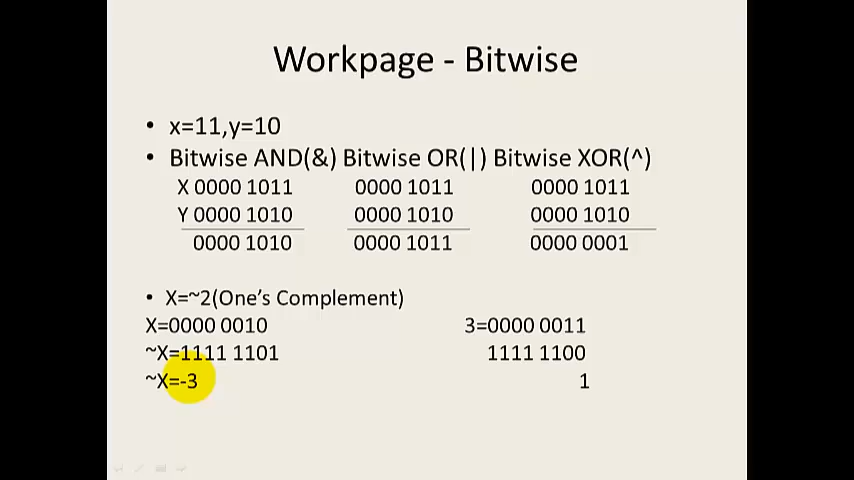 Workpage - Bitwise
• x=11,y=10
• Bitwise AND(&) Bitwise OR(|) Bitwise XOR(^)
X 0000 1011 0000 1011 0000 1011
Y 0000 1010 0000 1010 0000 1010
0000 1010 0000 1011 0000 0001
• X=~2(One's Complement)
X=0000 0010 3=0000 0011
~X=1111 1101 1111 1100
~X=-3 1